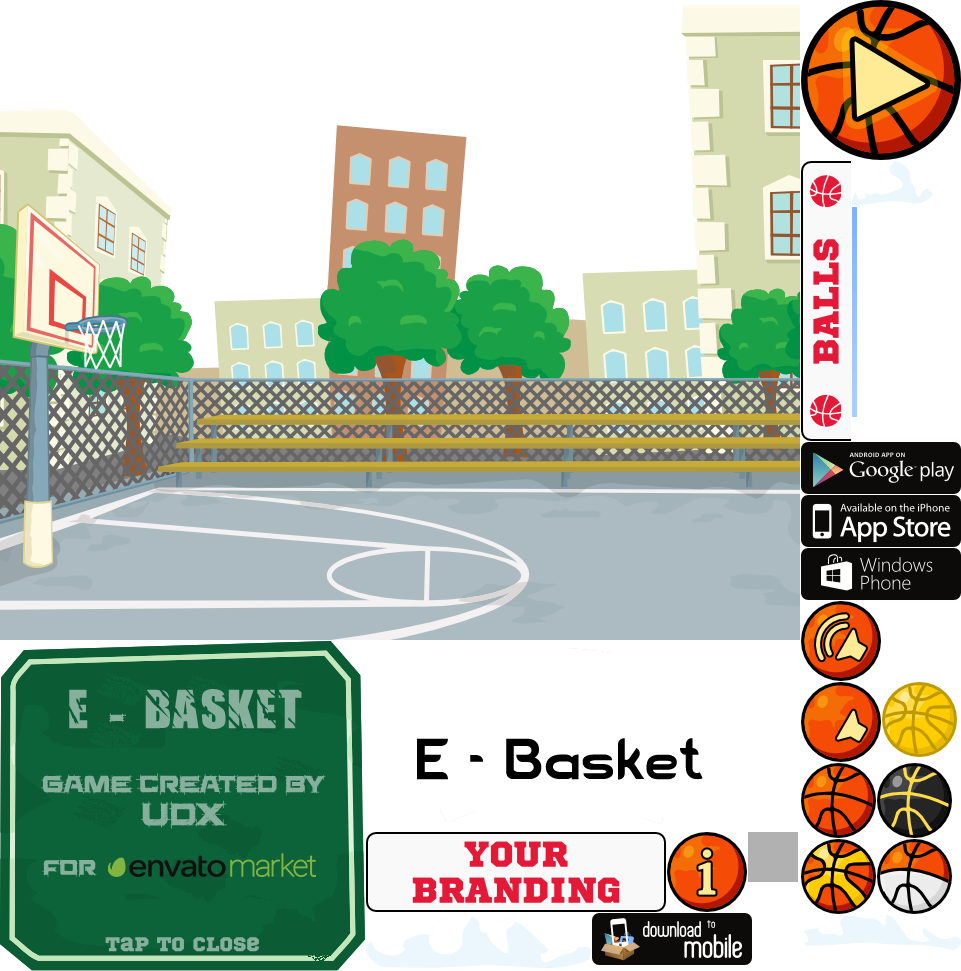 BALLS
ANDROID APP ON
Google play
Available on the iPhone
App Store
Windows
Phone
E - BASKET
GAME CREATED BY
UDX
FOR envatomarket
TAP TO CLOSE
E - Basket
YOUR
BRANDING
i
download to
mobile